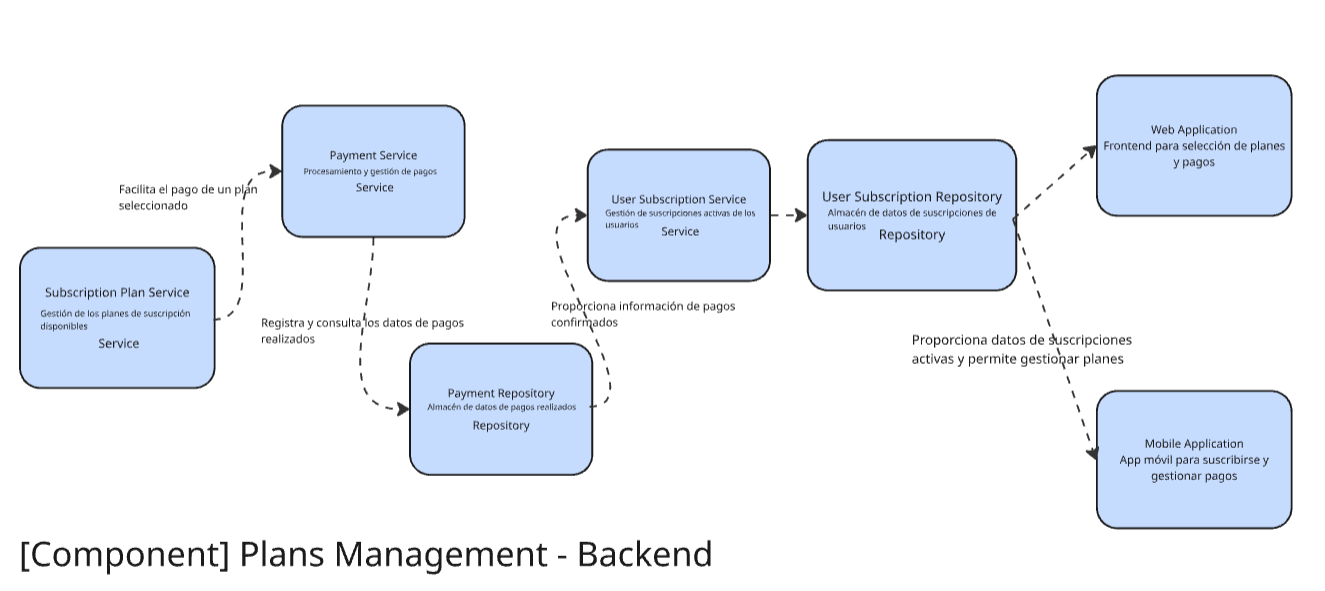 Payment Service
Procesamiento y gestión de pagos
Service
Facilita el pago de un plan
seleccionado
Subscription Plan Service
Gestión de los planes de suscripción
disponibles
Service
Registra y consulta los datos de pagos
realizados
Payment Repository
Almacén de datos de pagos realizados
Repository
Proporciona información de pagos
confirmados
User Subscription Service
Gestión de suscripciones activas de los
usuarios
Service
User Subscription Repository
Almacén de datos de suscripciones de
usuarios
Repository
Web Application
Frontend para selección de planes
y pagos
Proporciona datos de suscripciones
activas y permite gestionar planes
Mobile Application
App móvil para suscribirse y
gestionar pagos
[Component] Plans Management - Backend